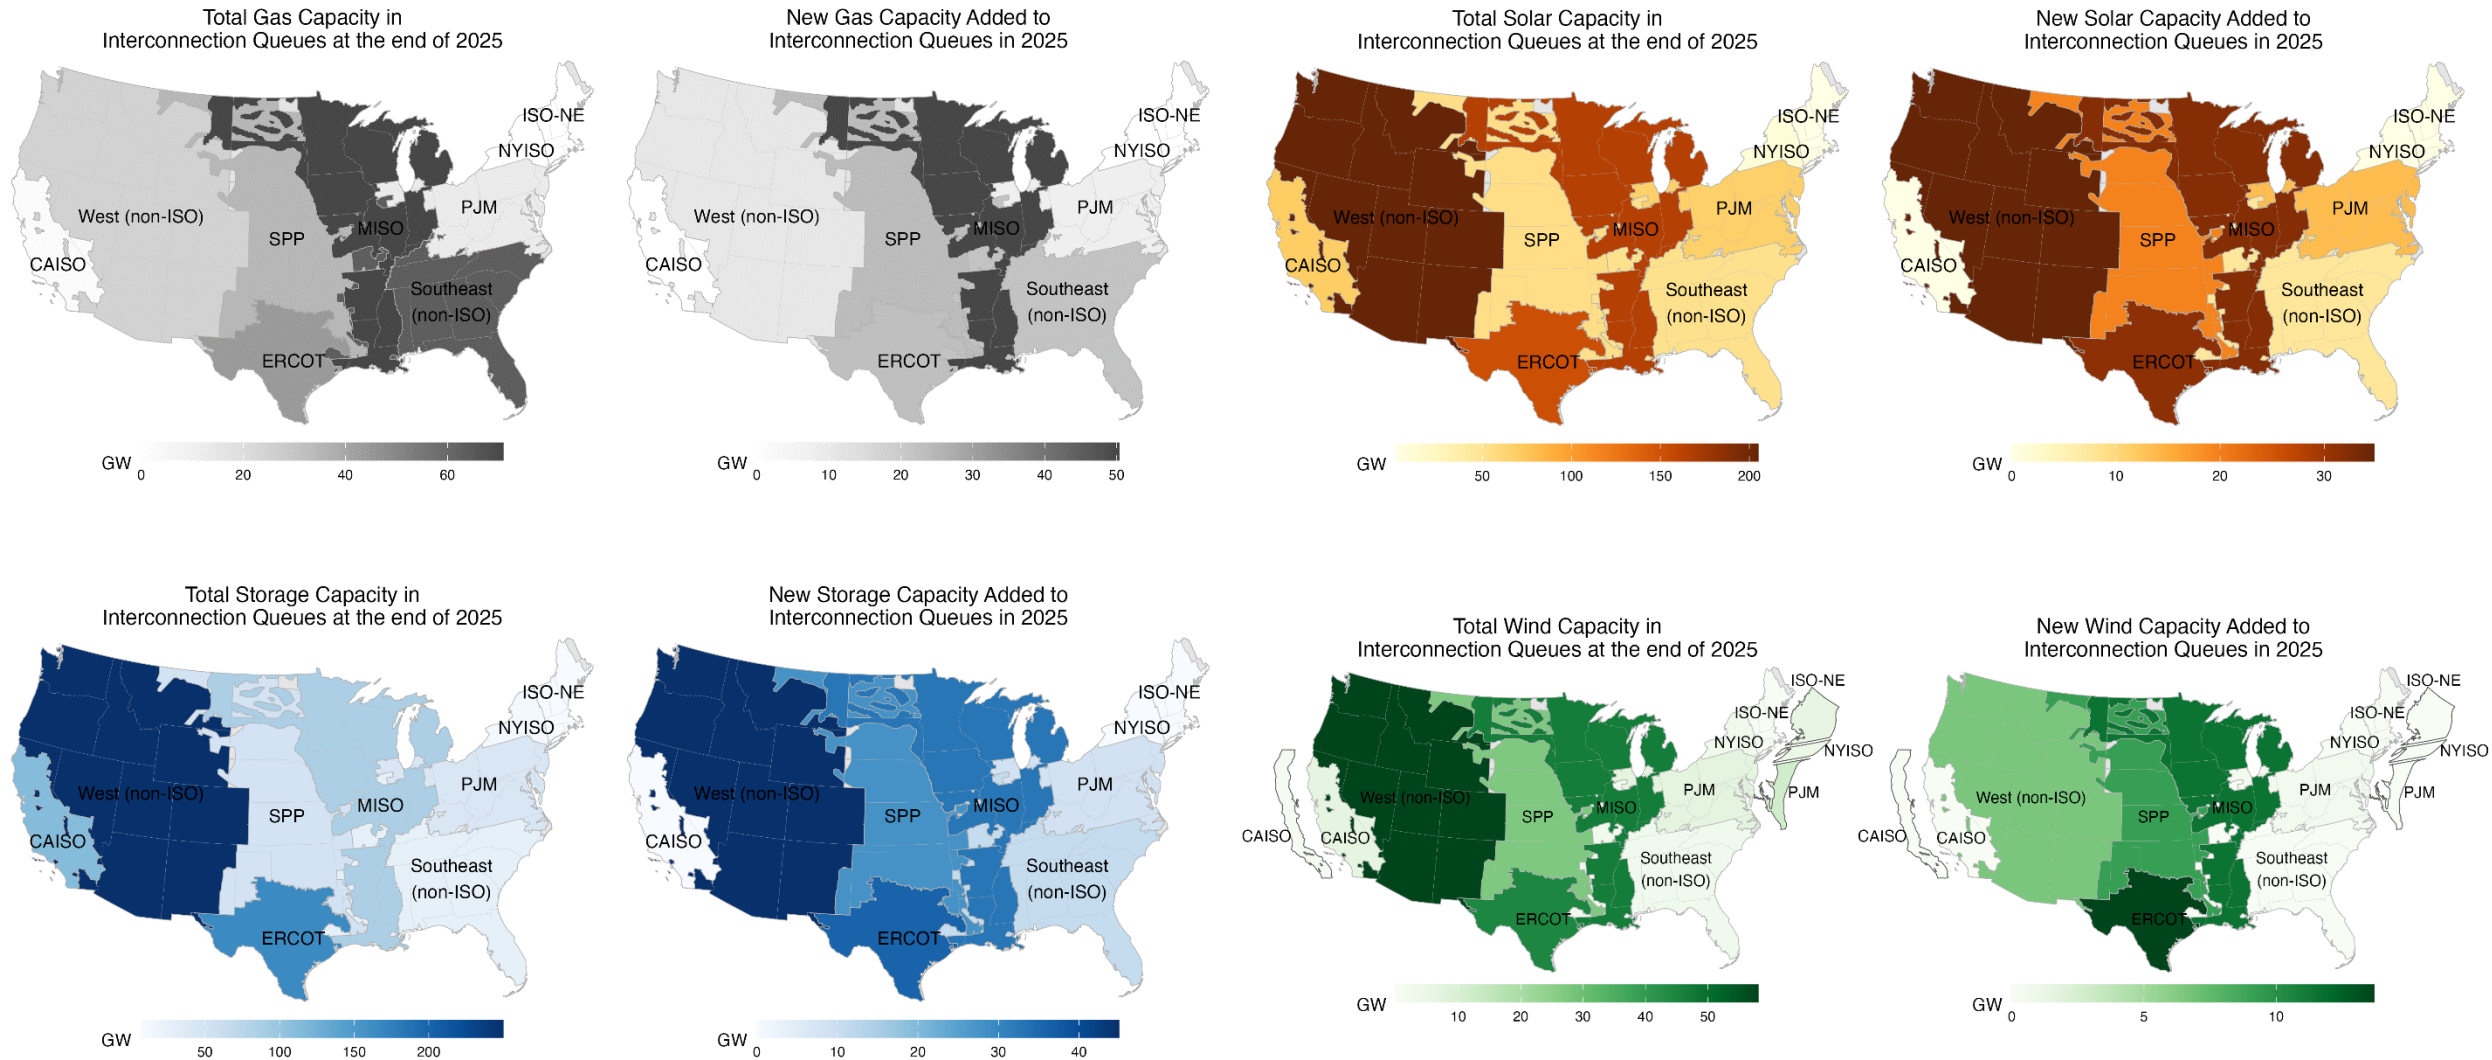 Total Gas Capacity in
Interconnection Queues at the end of 2025
ISO-NE
NYISO
PJM
West (non-ISO)
MISO
SPP
CAISO
Southeast
(non-ISO)
ERCOT
GW
0 20 40 60
New Gas Capacity Added to
Interconnection Queues in 2025
ISO-NE
NYISO
PJM
West (non-ISO)
MISO
SPP
CAISO
Southeast
(non-ISO)
ERCOT
GW
0 10 20 30 40 50
Total Solar Capacity in
Interconnection Queues at the end of 2025
ISO-NE
NYISO
PJM
West (non-ISO)
MISO
SPP
CAISO
Southeast
(non-ISO)
ERCOT
GW
50 100 150 200
New Solar Capacity Added to
Interconnection Queues in 2025
ISO-NE
NYISO
PJM
West (non-ISO)
MISO
SPP
CAISO
Southeast
(non-ISO)
ERCOT
GW
0 10 20 30
Total Storage Capacity in
Interconnection Queues at the end of 2025
ISO-NE
NYISO
PJM
West (non-ISO)
MISO
SPP
CAISO
Southeast
(non-ISO)
ERCOT
GW
50 100 150 200
New Storage Capacity Added to
Interconnection Queues in 2025
ISO-NE
NYISO
PJM
West (non-ISO)
MISO
SPP
CAISO
Southeast
(non-ISO)
ERCOT
GW
0 10 20 30 40
Total Wind Capacity in
Interconnection Queues at the end of 2025
ISO-NE
ISO-NE
NYISO
NYISO
PJM
PJM
West (non-ISO)
MISO
SPP
CAISO
CAISO
Southeast
(non-ISO)
ERCOT
GW
10 20 30 40 50
New Wind Capacity Added to
Interconnection Queues in 2025
ISO-NE
ISO-NE
NYISO
NYISO
PJM
PJM
West (non-ISO)
MISO
SPP
CAISO
CAISO
Southeast
(non-ISO)
ERCOT
GW
0 5 10